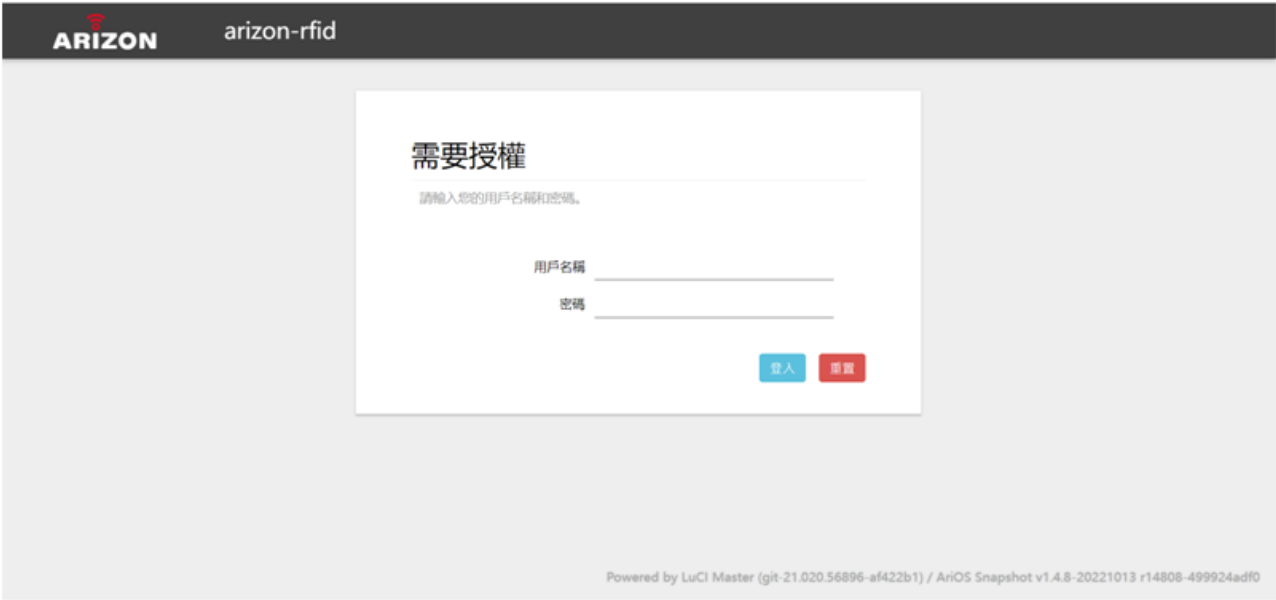 ARIZON arizon-rfid
需要授權
請輸入您的用戶名稱和密碼。
用戶名稱
密碼
登入 重置
Powered by LuCI Master (git-21.020.56896-af422b1) / AriOS Snapshot v1.4.8-20221013 r14808-499924adf0